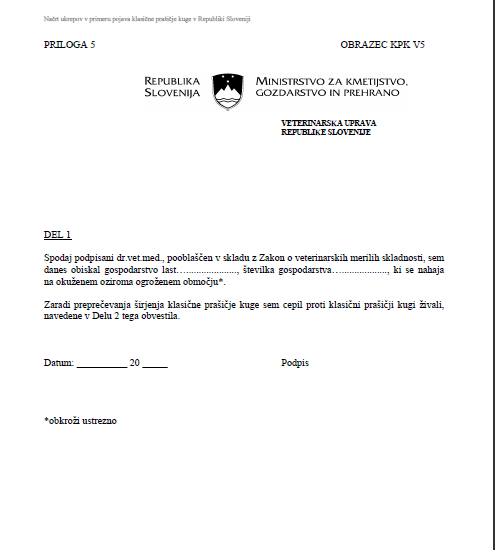 Načrt ukrepov v primeru pojava klasične prašičje kuge v Republiki Sloveniji
PRILOGA 5 OBRAZEC KPK V5
REPUBLIKA SLOVENIJA
MINISTRSTVO ZA KMETIJSTVO, GOZDARSTVO IN PREHRANO
VETERINARSKA UPRAVA
REPUBLIKE SLOVENIJE
DEL 1
Spodaj podpisani dr.vet.med., pooblaščen v skladu z Zakon o veterinarskih merilih skladnosti, sem
danes obiskal gospodarstvo last…....................., številka gospodarstva…..................., ki se nahaja
na okuženem oziroma ogroženem območju*.
Zaradi preprečevanja širjenja klasične prašičje kuge sem cepil proti klasični prašičji kugi živali,
navedene v Delu 2 tega obvestila.
Datum: __________ 20 _____ Podpis
*obkroži ustrezno